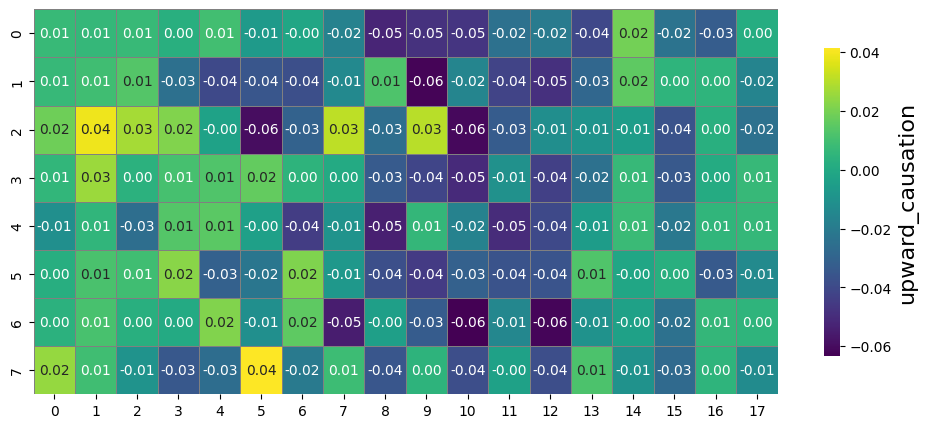 0 0.01 0.01 0.01 0.00 0.01 -0.01 -0.00 -0.02 -0.05 -0.05 -0.05 -0.02 -0.02 -0.04 0.02 -0.02 -0.03 0.00
1 0.01 0.01 0.01 -0.03 -0.04 -0.04 -0.04 -0.01 0.01 -0.06 -0.02 -0.04 -0.05 -0.03 0.02 0.00 0.00 -0.02
2 0.02 0.04 0.03 0.02 -0.00 -0.06 -0.03 0.03 -0.03 0.03 -0.06 -0.03 -0.01 -0.01 -0.01 -0.04 0.00 -0.02
3 0.01 0.03 0.00 0.01 0.01 0.02 0.00 0.00 -0.03 -0.04 -0.05 -0.01 -0.04 -0.02 0.01 -0.03 0.00 0.01
4 -0.01 0.01 -0.03 0.01 0.01 -0.00 -0.04 -0.01 -0.05 0.01 -0.02 -0.05 -0.04 -0.01 0.01 -0.02 0.01 0.01
5 0.00 0.01 0.01 0.02 -0.03 -0.02 0.02 -0.01 -0.04 -0.04 -0.03 -0.04 -0.04 0.01 -0.00 0.00 -0.03 -0.01
6 0.00 0.01 0.00 0.00 0.02 -0.01 0.02 -0.05 -0.00 -0.03 -0.06 -0.01 -0.06 -0.01 -0.00 -0.02 0.01 0.00
7 0.02 0.01 -0.01 -0.03 -0.03 0.04 -0.02 0.01 -0.04 0.00 -0.04 -0.00 -0.04 0.01 -0.01 -0.03 0.00 -0.01
0 1 2 3 4 5 6 7 8 9 10 11 12 13 14 15 16 17
0.04
0.02
0.00
−0.02
−0.04
−0.06
upward_causation